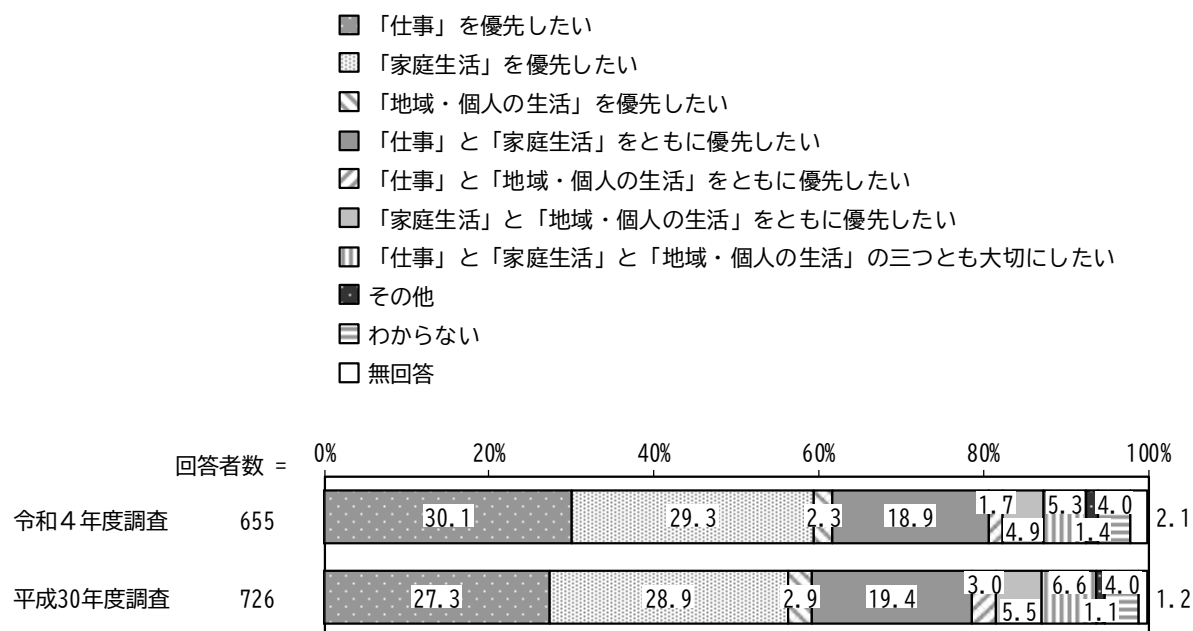 「仕事」を優先したい
「家庭生活」を優先したい
「地域・個人の生活」を優先したい
「仕事」と「家庭生活」をともに優先したい
「仕事」と「地域・個人の生活」をともに優先したい
「家庭生活」と「地域・個人の生活」をともに優先したい
「仕事」と「家庭生活」と「地域・個人の生活」の三つとも大切にしたい
その他
わからない
無回答
回答者数 = 0% 20% 40% 60% 80% 100%
令和4年度調査 655 30.1 29.3 2.3 18.9 1.7 4.9 5.3 1.4 4.0 2.1
平成30年度調査 726 27.3 28.9 2.9 19.4 3.0 5.5 6.6 1.1 4.0 1.2